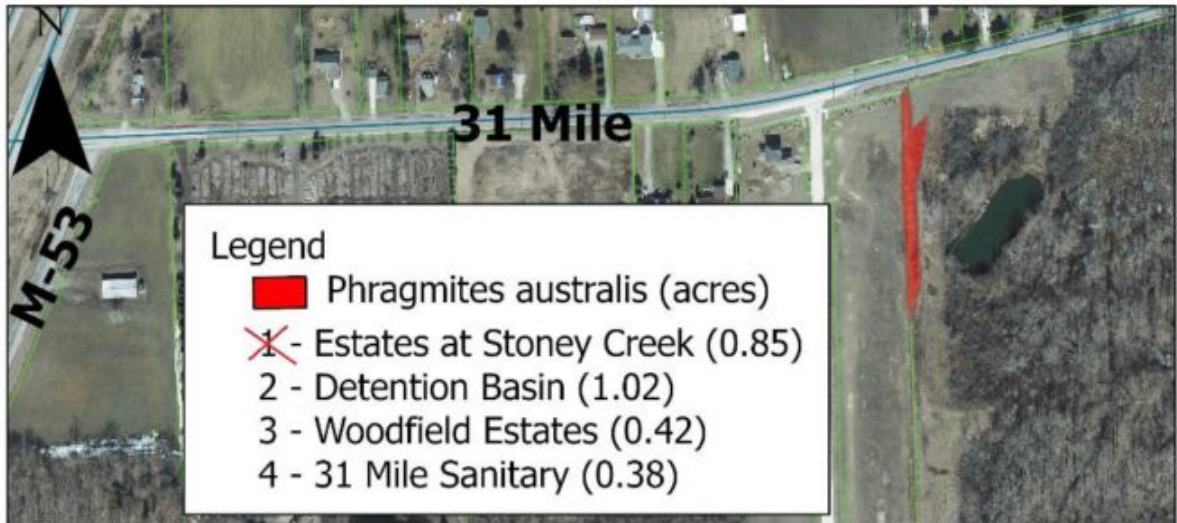 N
31 Mile
M-53
Legend
Phragmites australis (acres)
1 - Estates at Stoney Creek (0.85)
2 - Detention Basin (1.02)
3 - Woodfield Estates (0.42)
4 - 31 Mile Sanitary (0.38)